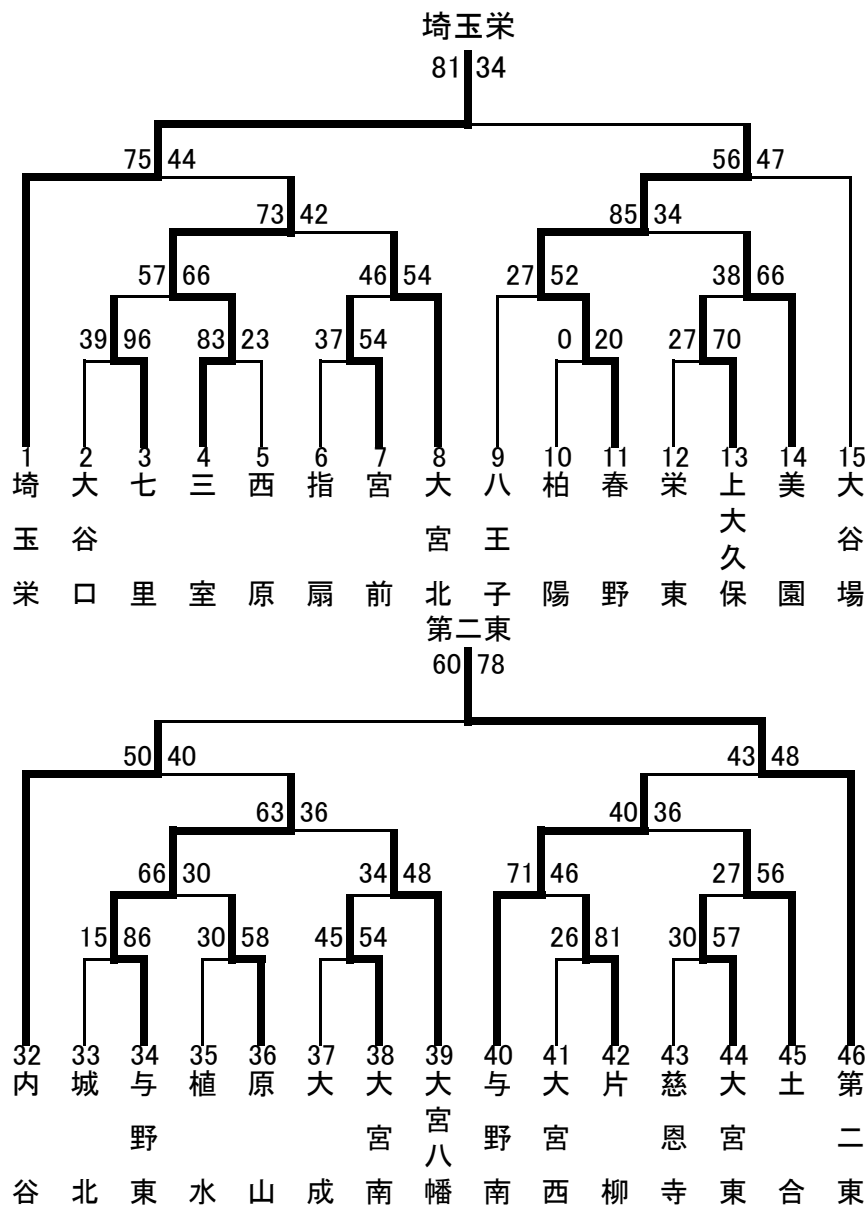 埼玉栄
81 34
75 44
56 47
73 42
85 34
57 66
46 54
27 52
38 66
39 96
83 23
37 54
0 20
27 70
1 2 3 4 5 6 7 8 9 10 11 12 13 14 15
埼玉栄
大谷口
七里
三室
西原
指扇
宮前
大宮北
八王子
柏陽
春野
栄東
上大久保
美園
大谷場
第二東
60 78
50 40
43 48
63 36
40 36
66 30
34 48
71 46
27 56
15 86
30 58
45 54
26 81
30 57
32 33 34 35 36 37 38 39 40 41 42 43 44 45 46
内谷
城北
与野東
植水
原山
大成
大宮南
大宮八幡
与野南
大宮西
片柳
慈恩寺
大宮東
土合
第二東